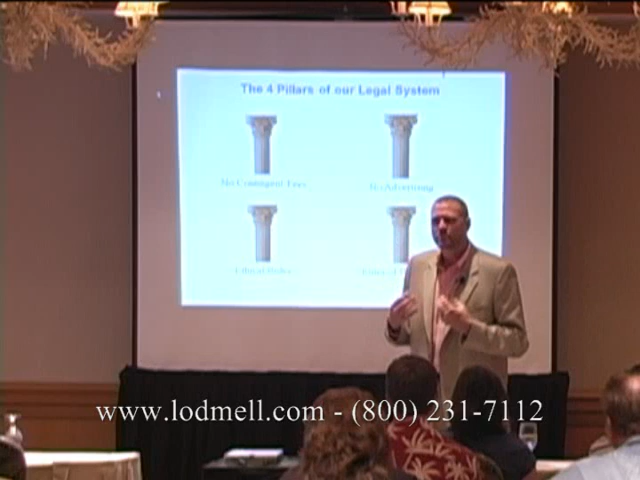 The 4 Pillars of our Legal System
No Contingent Fees
No Advertising
Ethical Rules
www.lodmell.com - (800) 231-7112